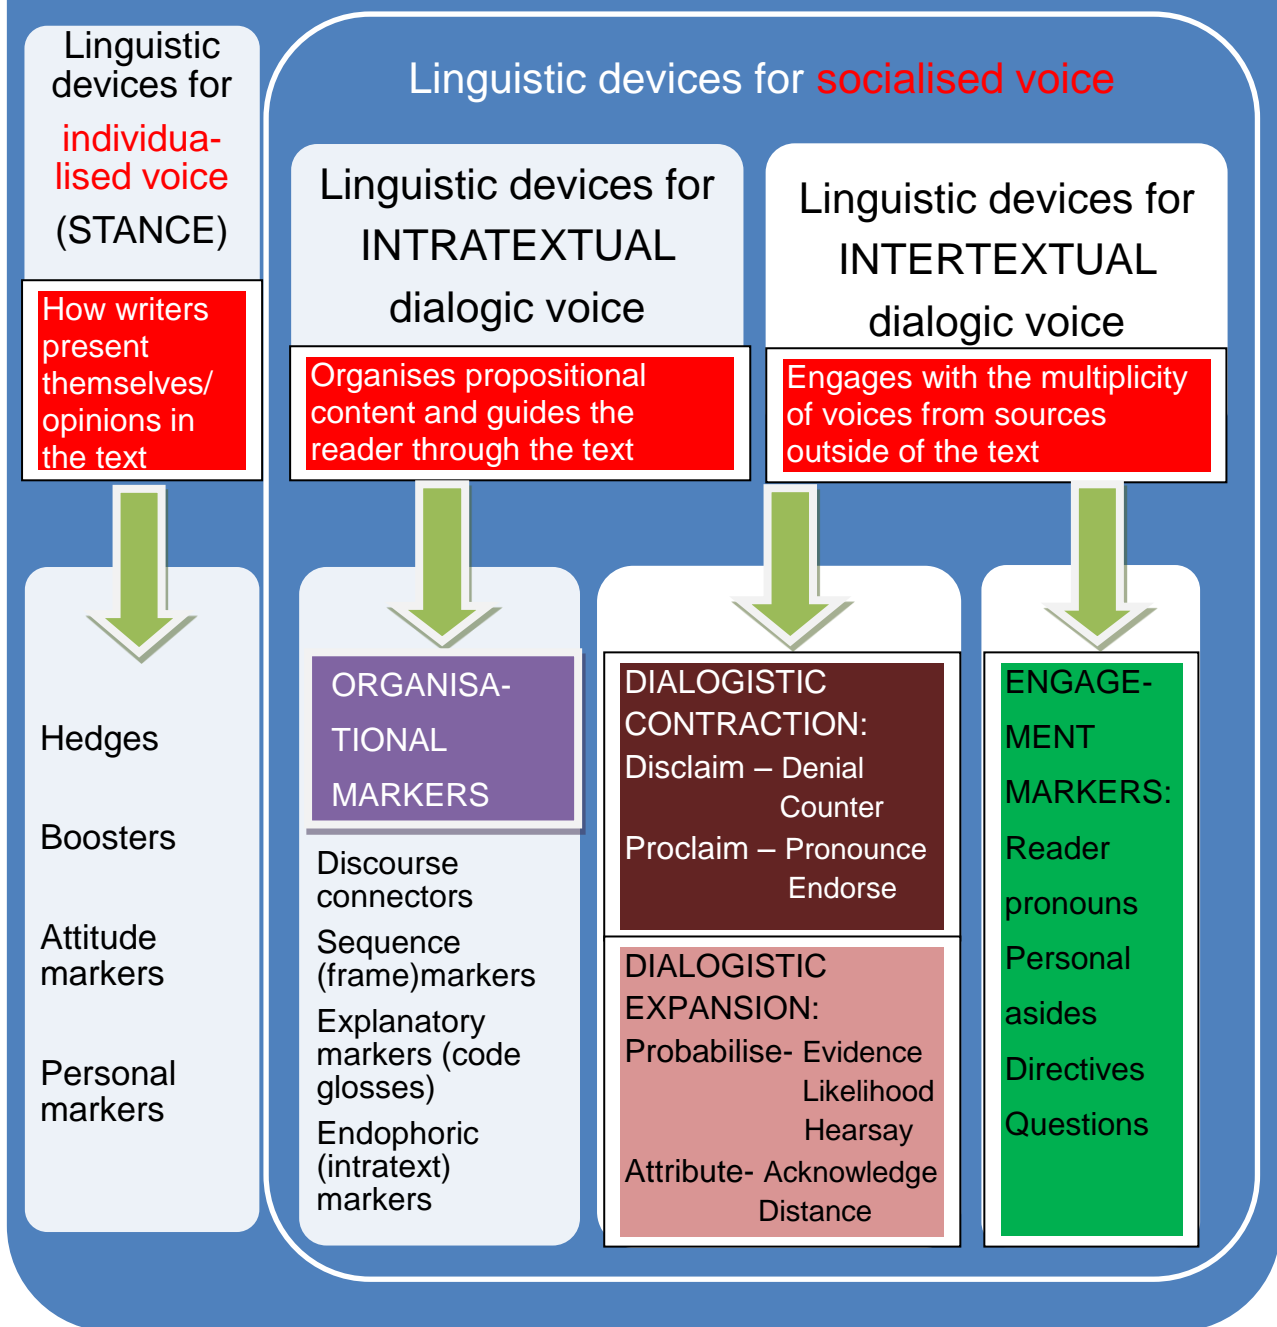 Linguistic
devices for
individua-
lised voice
(STANCE)
How writers
present
themselves/
opinions in
the text
Hedges
Boosters
Attitude
markers
Personal
markers
Linguistic devices for socialised voice
Linguistic devices for
INTRATEXTUAL
dialogic voice
Organises propositional
content and guides the
reader through the text
Linguistic devices for
INTERTEXTUAL
dialogic voice
Engages with the multiplicity
of voices from sources
outside of the text
ORGANISA-
TIONAL
MARKERS
Discourse
connectors
Sequence
(frame)markers
Explanatory
markers (code
glosses)
Endophoric
(intratext)
markers
DIALOGISTIC
CONTRACTION:
Disclaim – Denial
Counter
Proclaim – Pronounce
Endorse
DIALOGISTIC
EXPANSION:
Probabilise- Evidence
Likelihood
Hearsay
Attribute- Acknowledge
Distance
ENGAGE-
MENT
MARKERS:
Reader
pronouns
Personal
asides
Directives
Questions